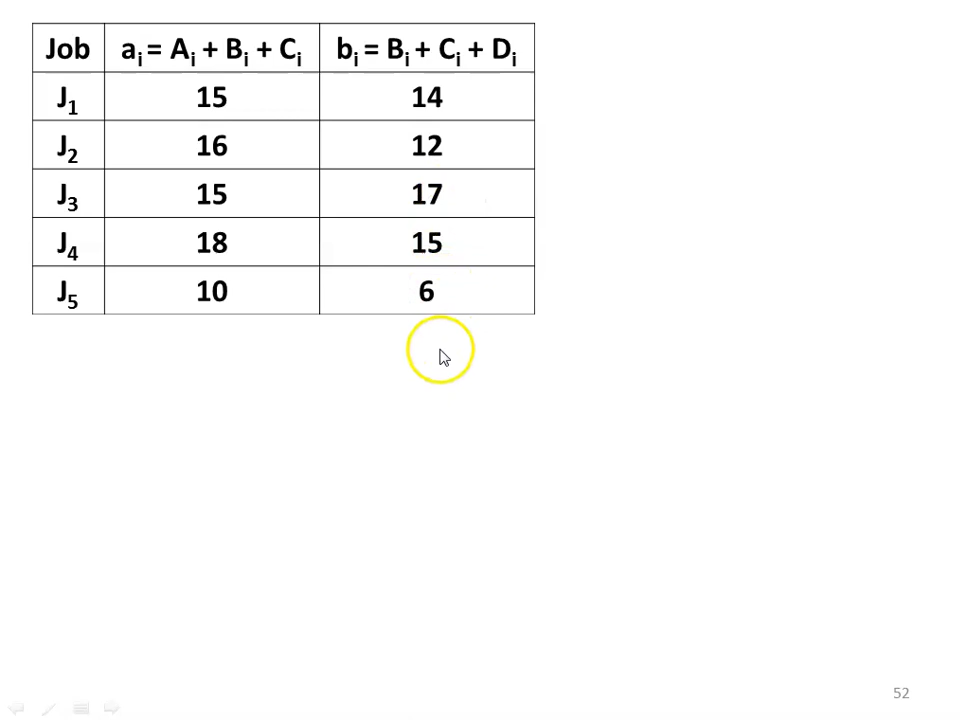 Job aᵢ = Aᵢ + Bᵢ + Cᵢ bᵢ = Bᵢ + Cᵢ + Dᵢ
J₁ 15 14
J₂ 16 12
J₃ 15 17
J₄ 18 15
J₅ 10 6
52